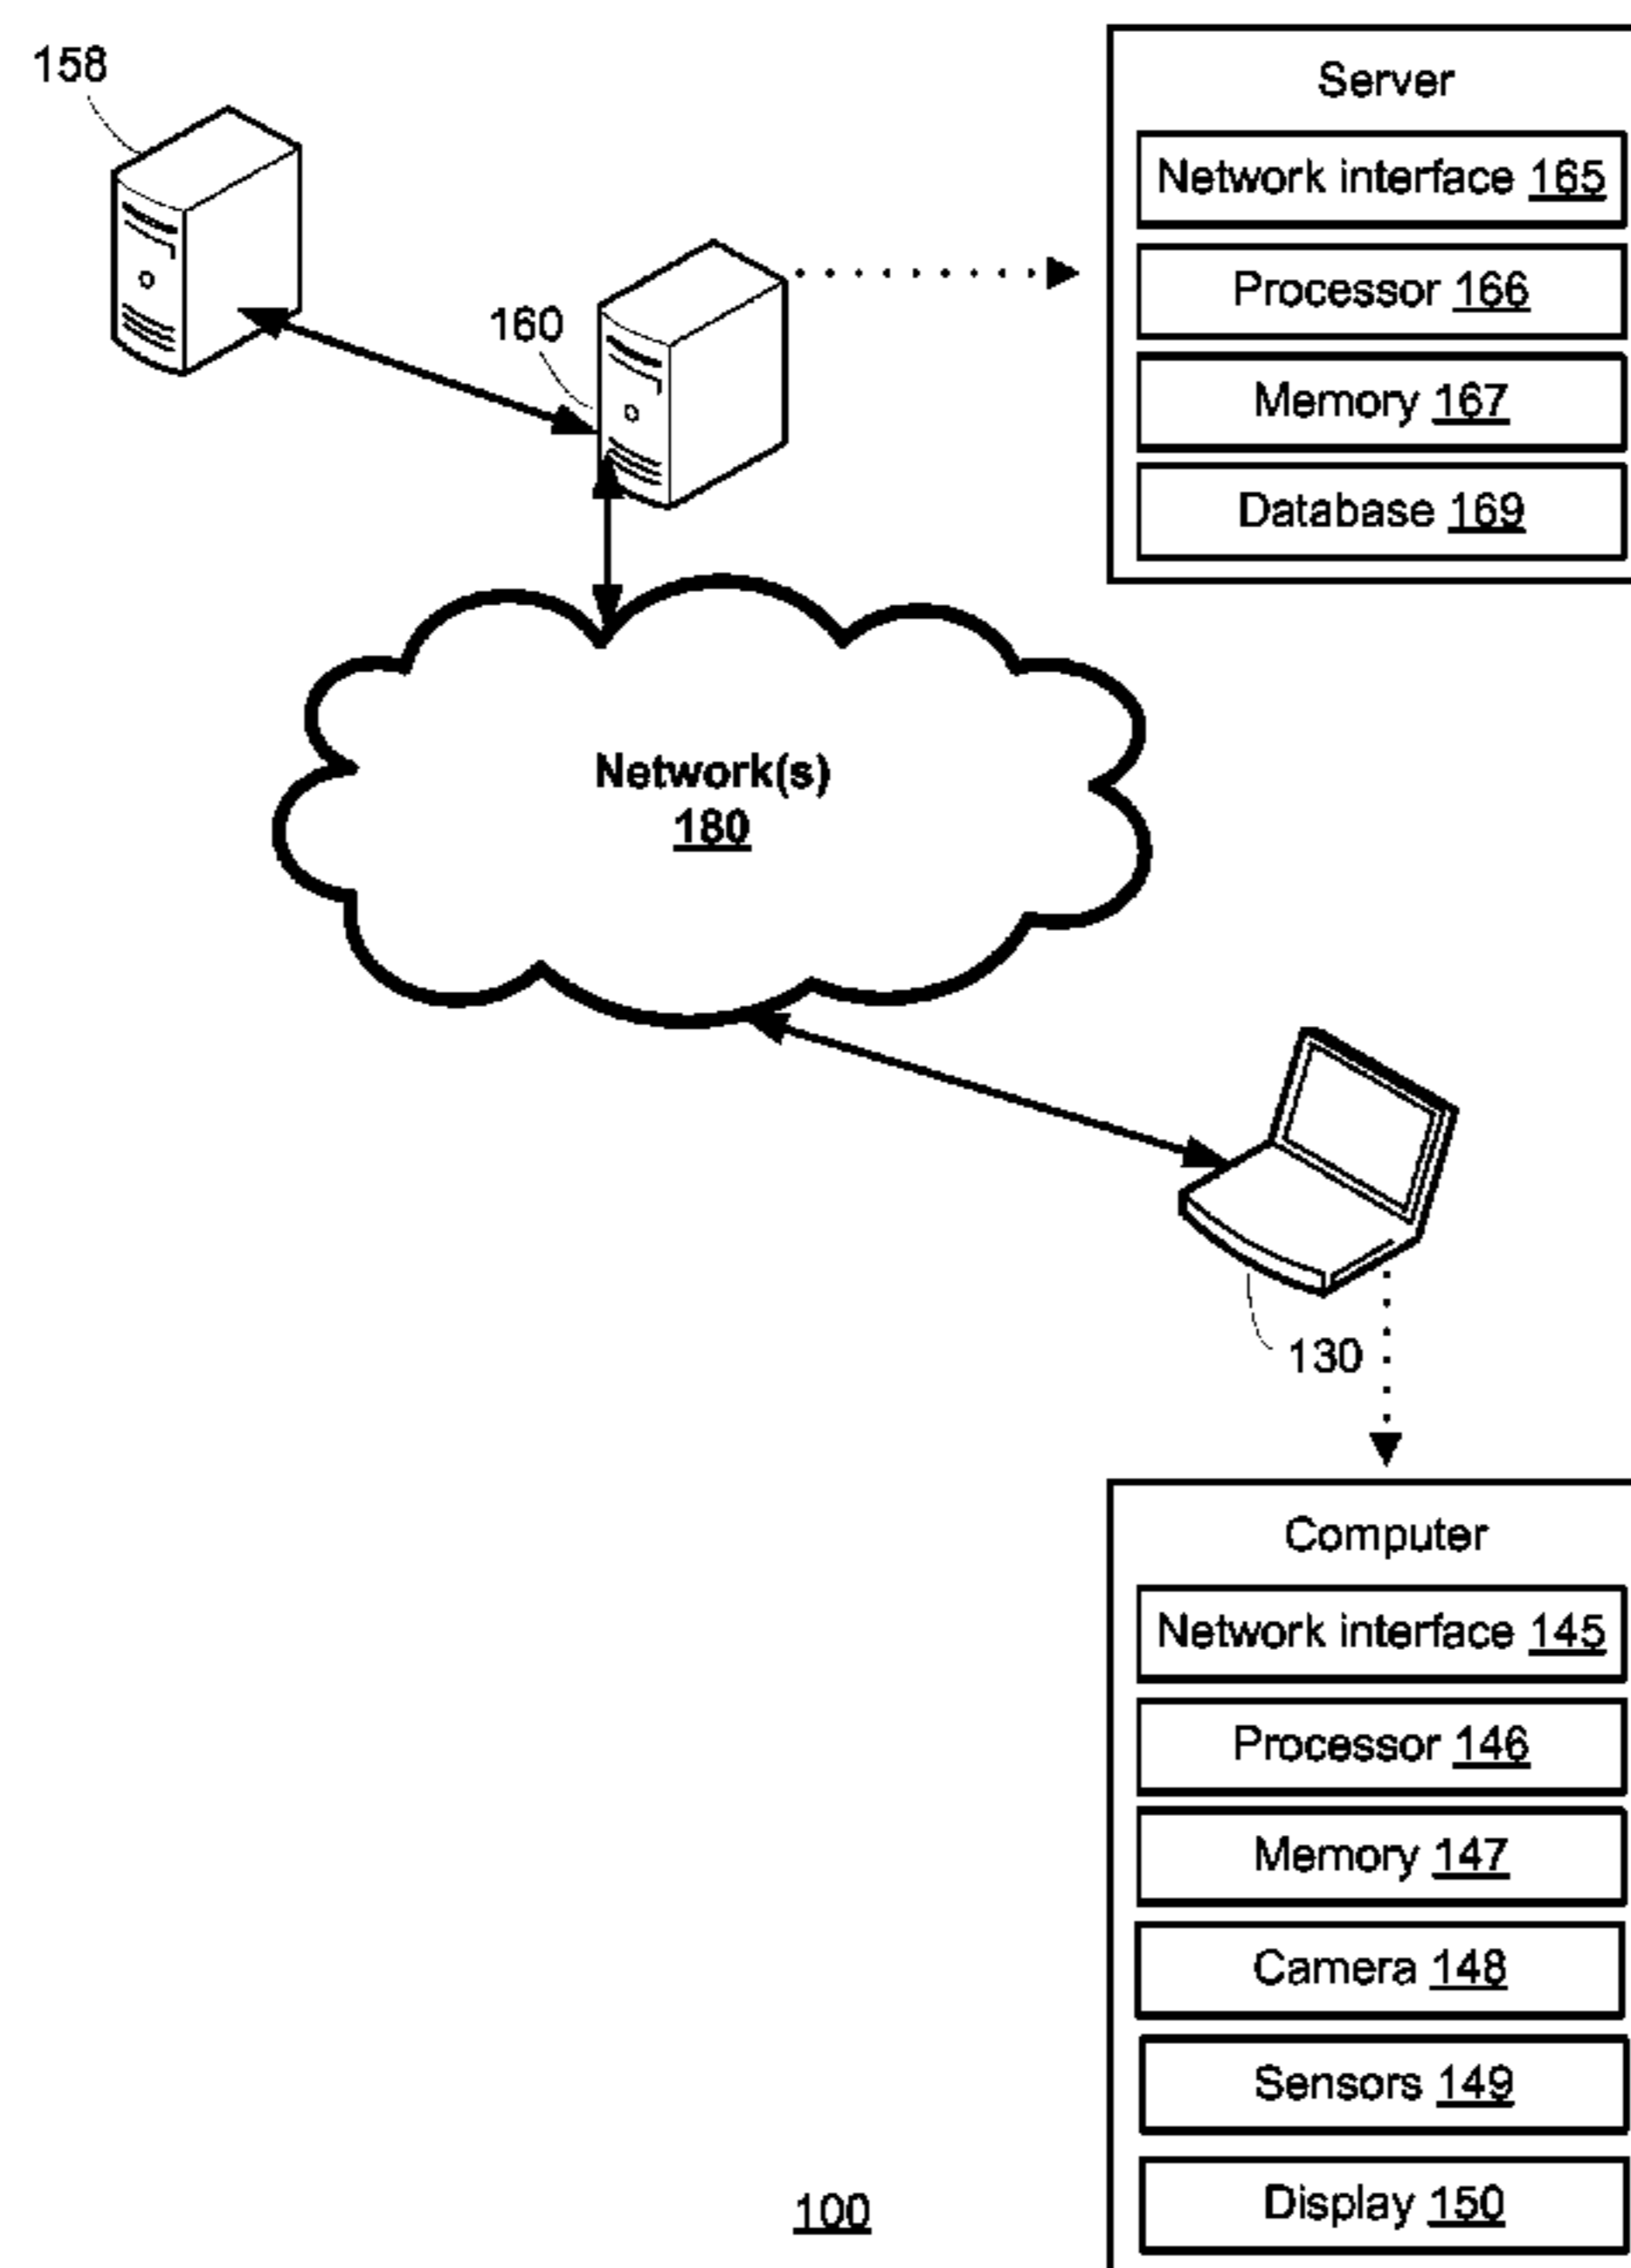 158
Server
Network interface 165
Processor 166
160
Memory 167
Database 169
Network(s)
180
130
Computer
Network interface 145
Processor 146
Memory 147
Camera 148
Sensors 149
Display 150
100